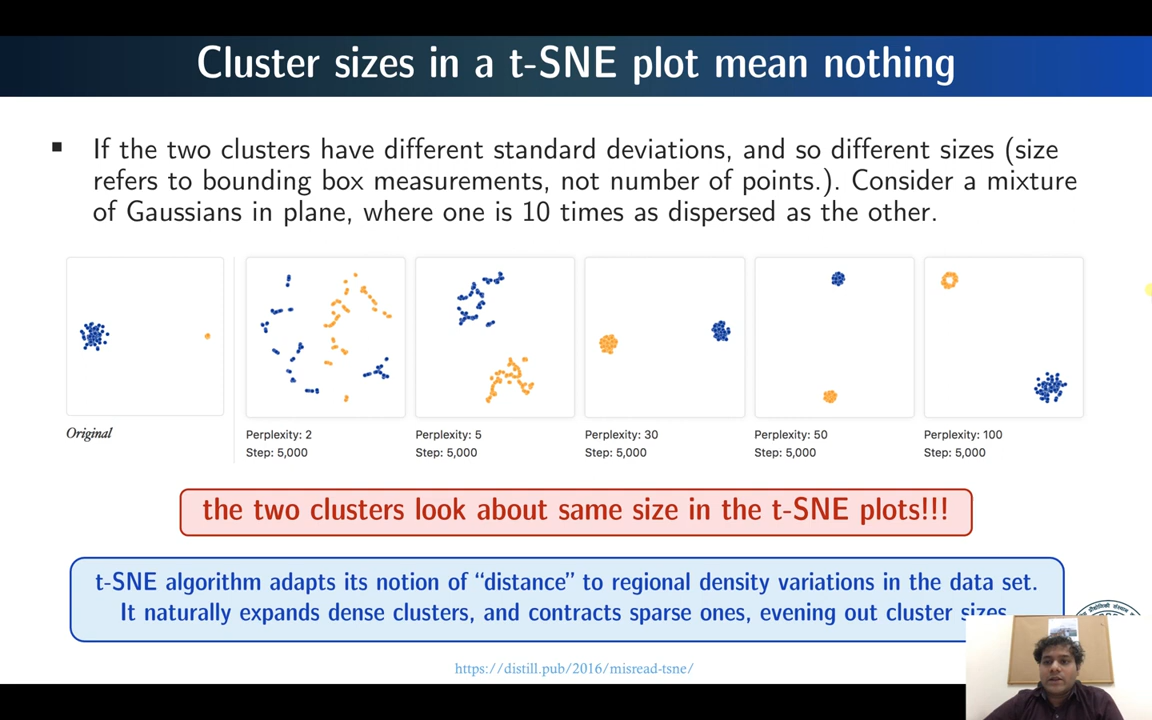 Cluster sizes in a t-SNE plot mean nothing
▪ If the two clusters have different standard deviations, and so different sizes (size
refers to bounding box measurements, not number of points.). Consider a mixture
of Gaussians in plane, where one is 10 times as dispersed as the other.
Original
Perplexity: 2
Step: 5,000
Perplexity: 5
Step: 5,000
Perplexity: 30
Step: 5,000
Perplexity: 50
Step: 5,000
Perplexity: 100
Step: 5,000
the two clusters look about same size in the t-SNE plots!!!
t-SNE algorithm adapts its notion of “distance” to regional density variations in the data set.
It naturally expands dense clusters, and contracts sparse ones, evening out cluster sizes
https://distill.pub/2016/misread-tsne/